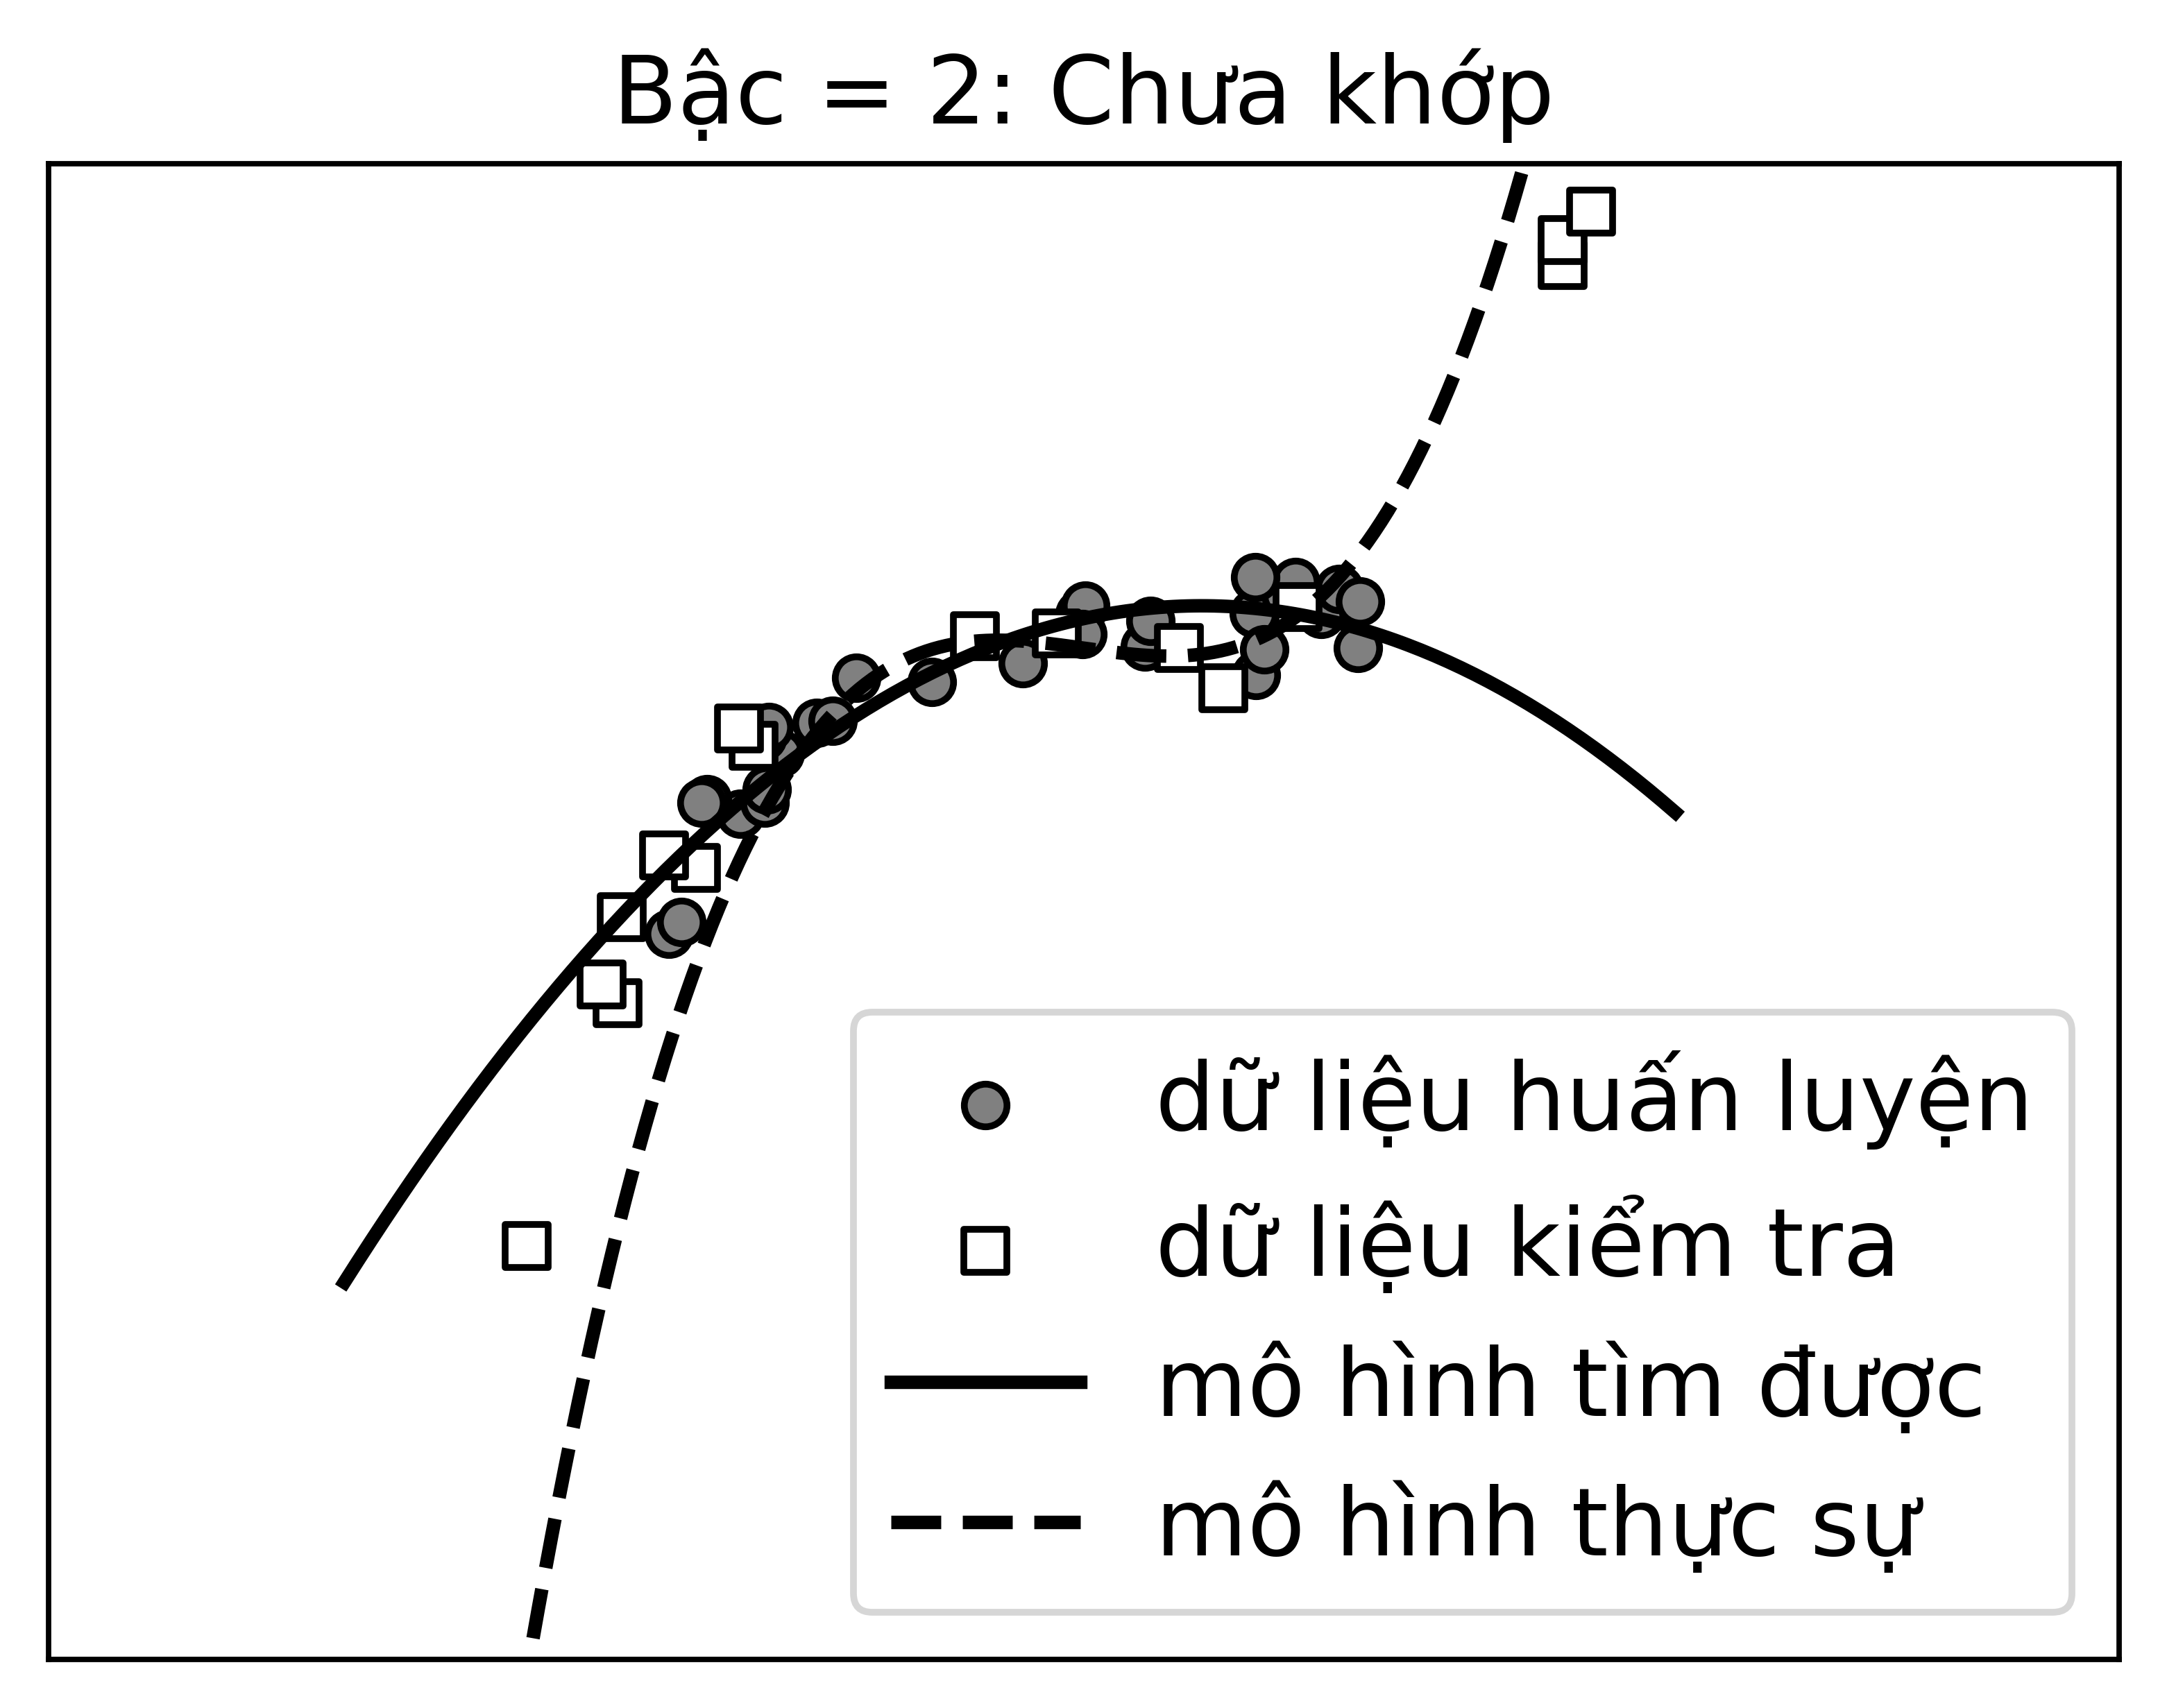 Bậc = 2: Chưa khớp
dữ liệu huấn luyện
dữ liệu kiểm tra
mô hình tìm được
mô hình thực sự